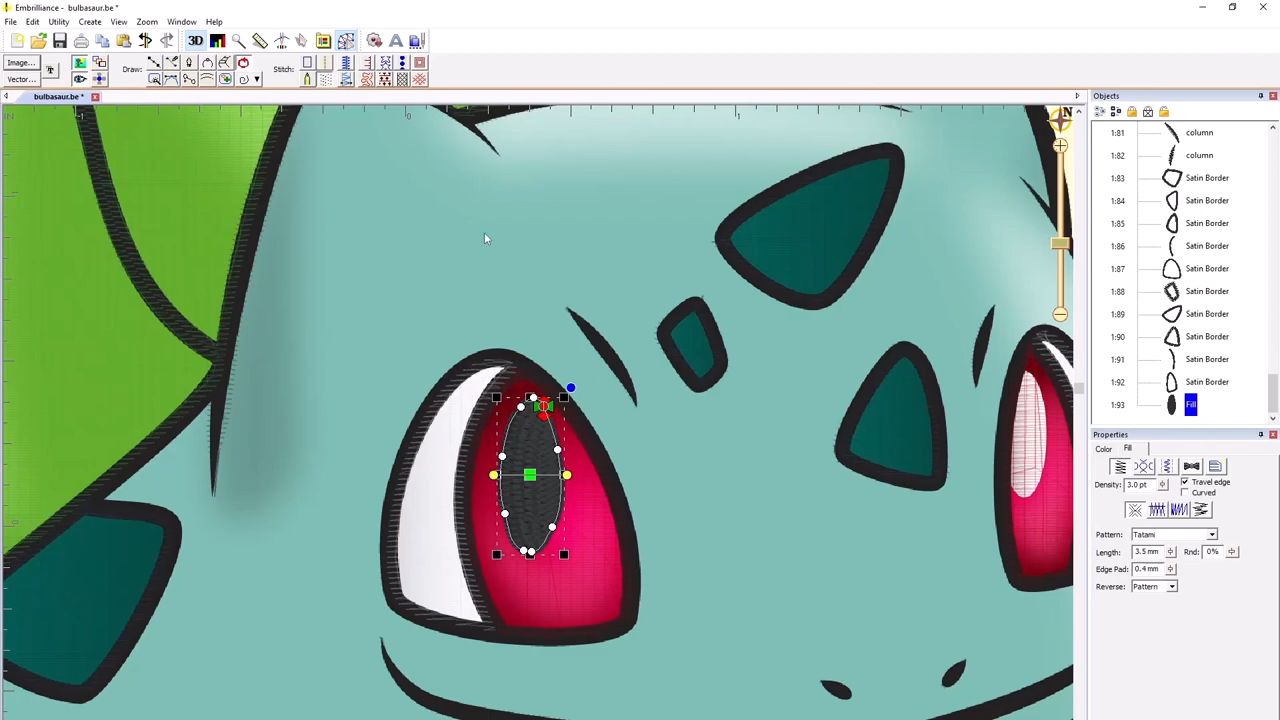 Embrilliance - bulbasaur.be *
File Edit Utility Create View Zoom Window Help
3D
Image... T Draw: Stitch:
Vector...
bulbasaur.be *
-1 0 1
N
Objects
1:81 column
1:82 column
1:83 Satin Border
1:84 Satin Border
1:85 Satin Border
1:86 Satin Border
1:87 Satin Border
1:88 Satin Border
1:89 Satin Border
1:90 Satin Border
1:91 Satin Border
1:92 Satin Border
1:93 Fill
Properties
Color Fill
Density: 3.0 pt Travel edge
Curved
Pattern: Tatami
Length: 3.5 mm Rnd: 0%
Edge Pad: 0.4 mm
Reverse: Pattern